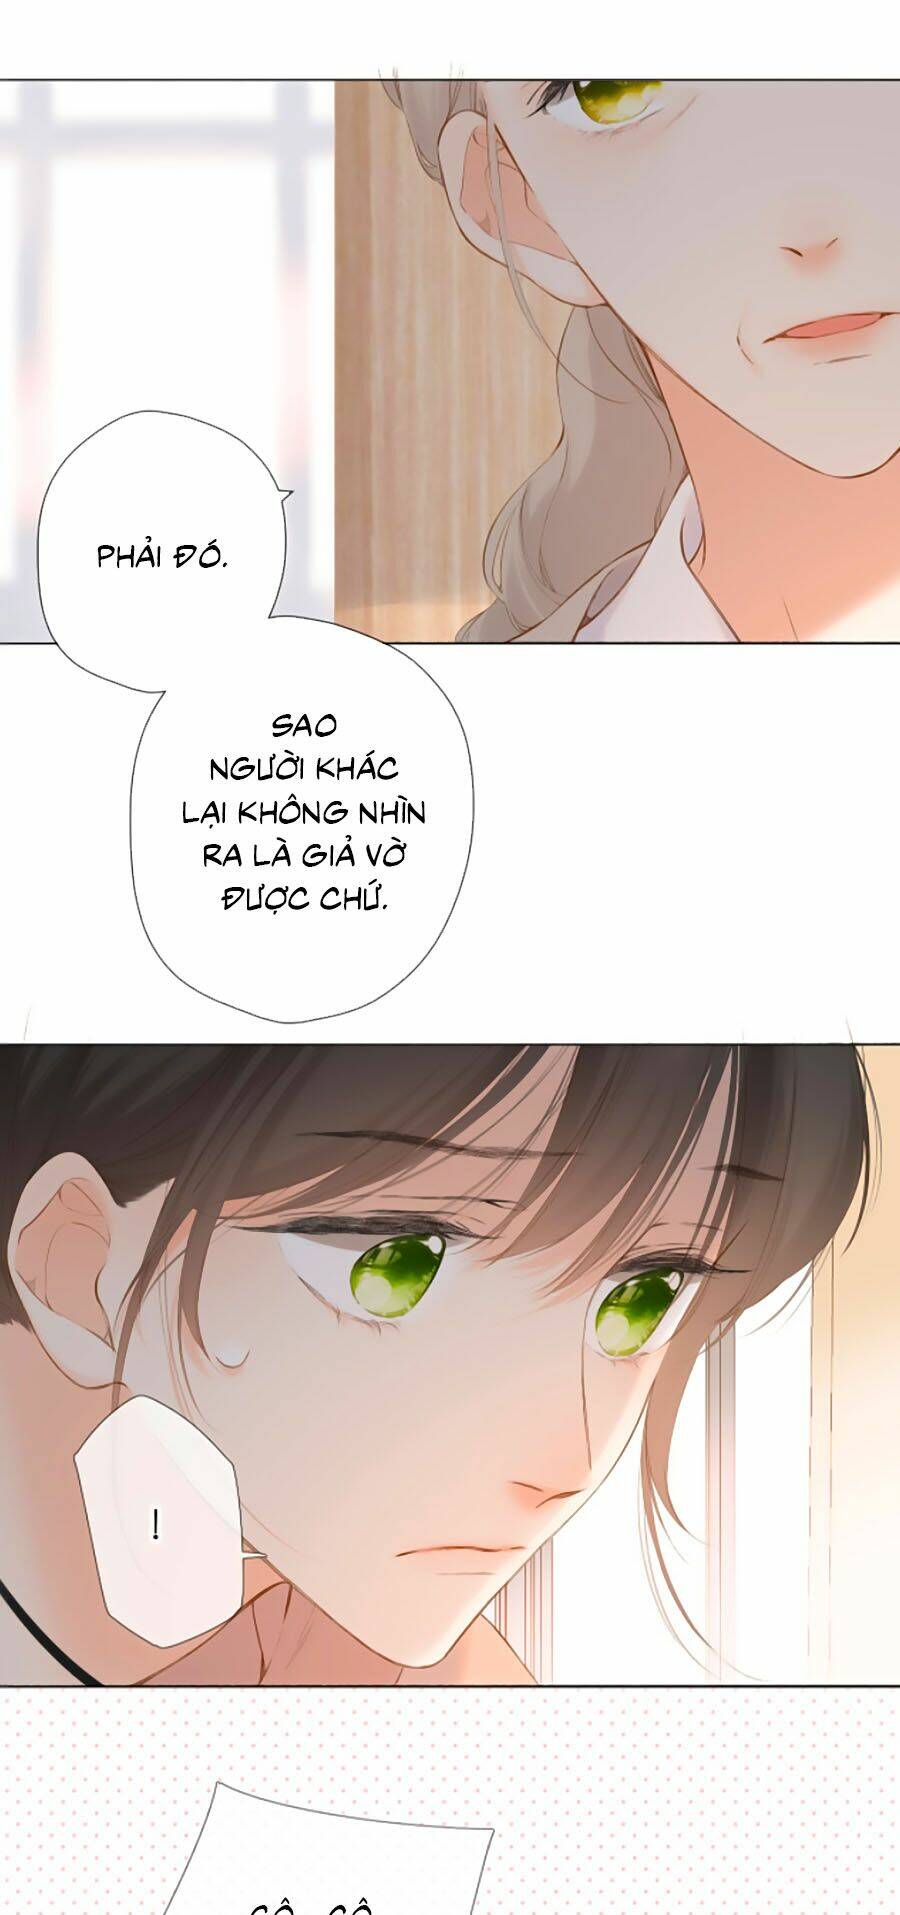 PHẢI ĐÓ.
SAO
NGƯỜI KHÁC
LẠI KHÔNG NHÌN
RA LÀ GIẢ VỜ
ĐƯỢC CHỨ.
!